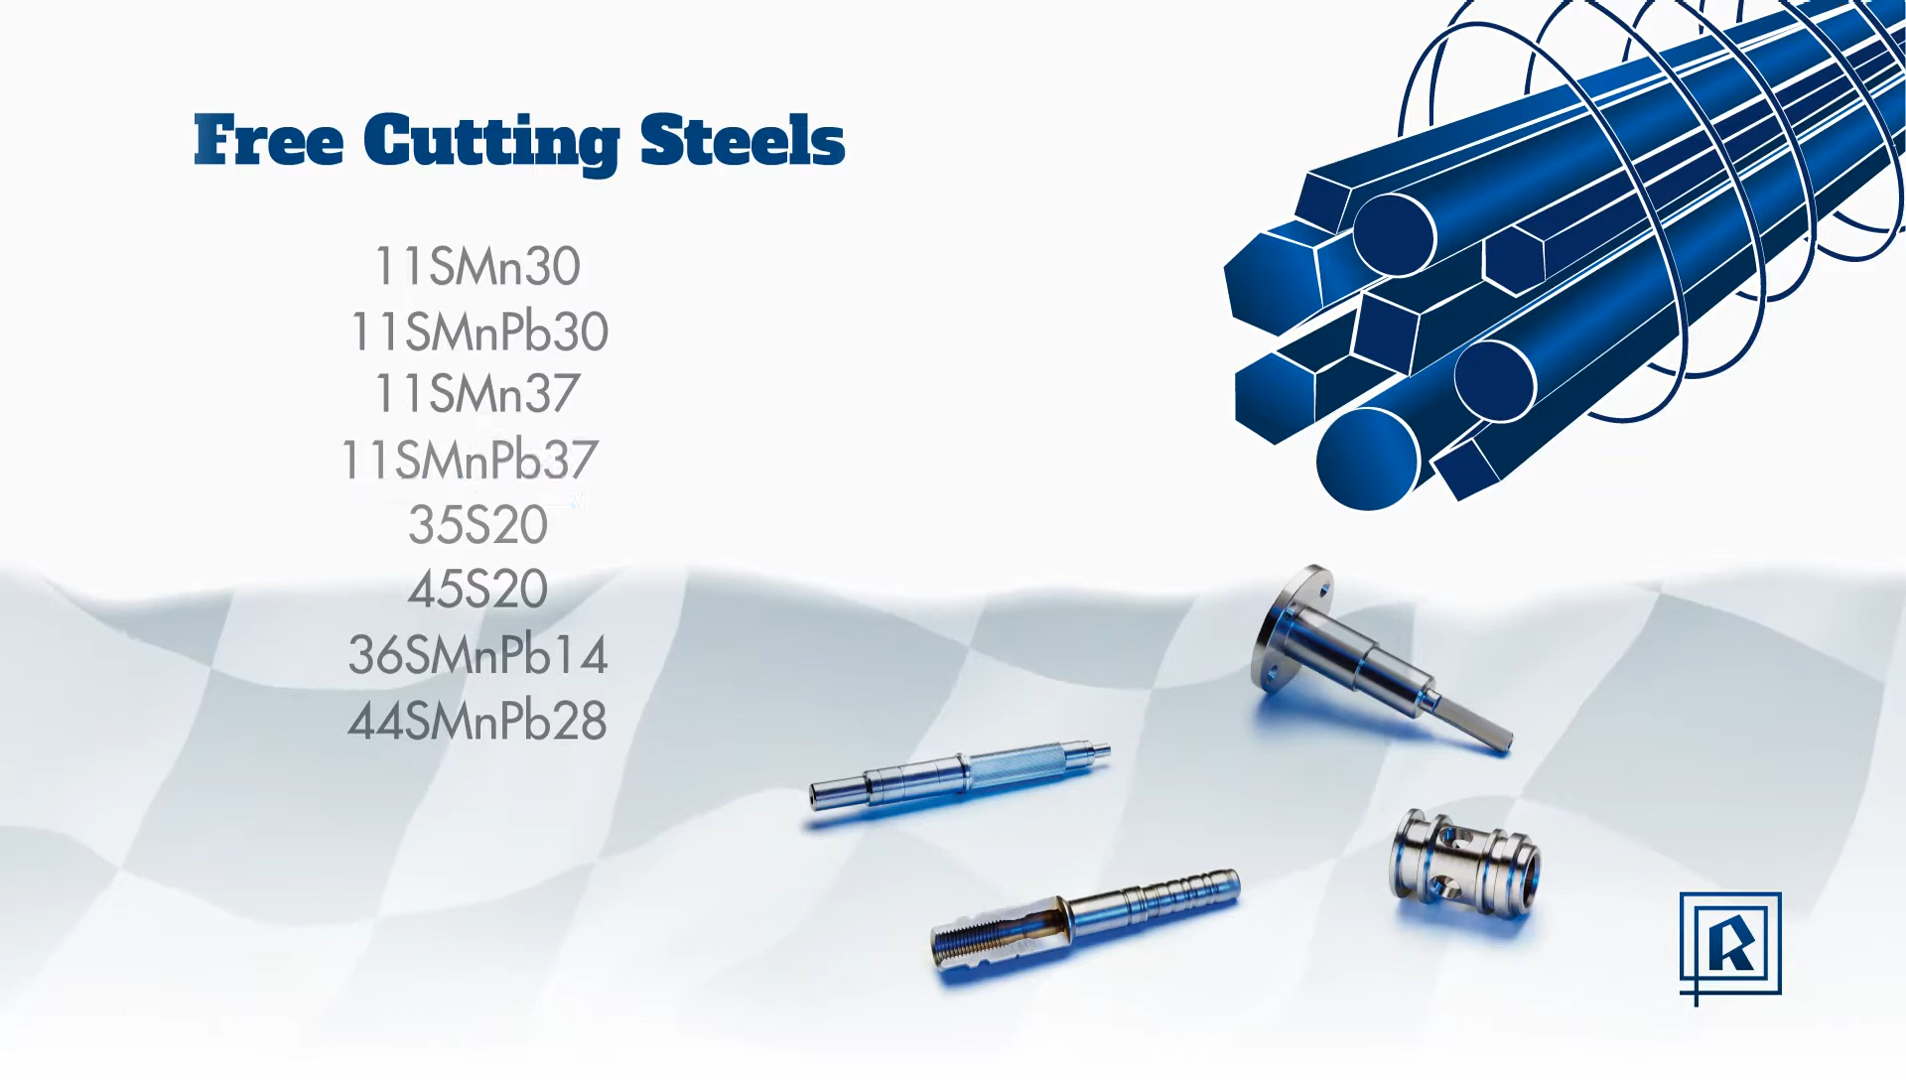 Free Cutting Steels
11SMn30
11SMnPb30
11SMn37
11SMnPb37
35S20
45S20
36SMnPb14
44SMnPb28
R